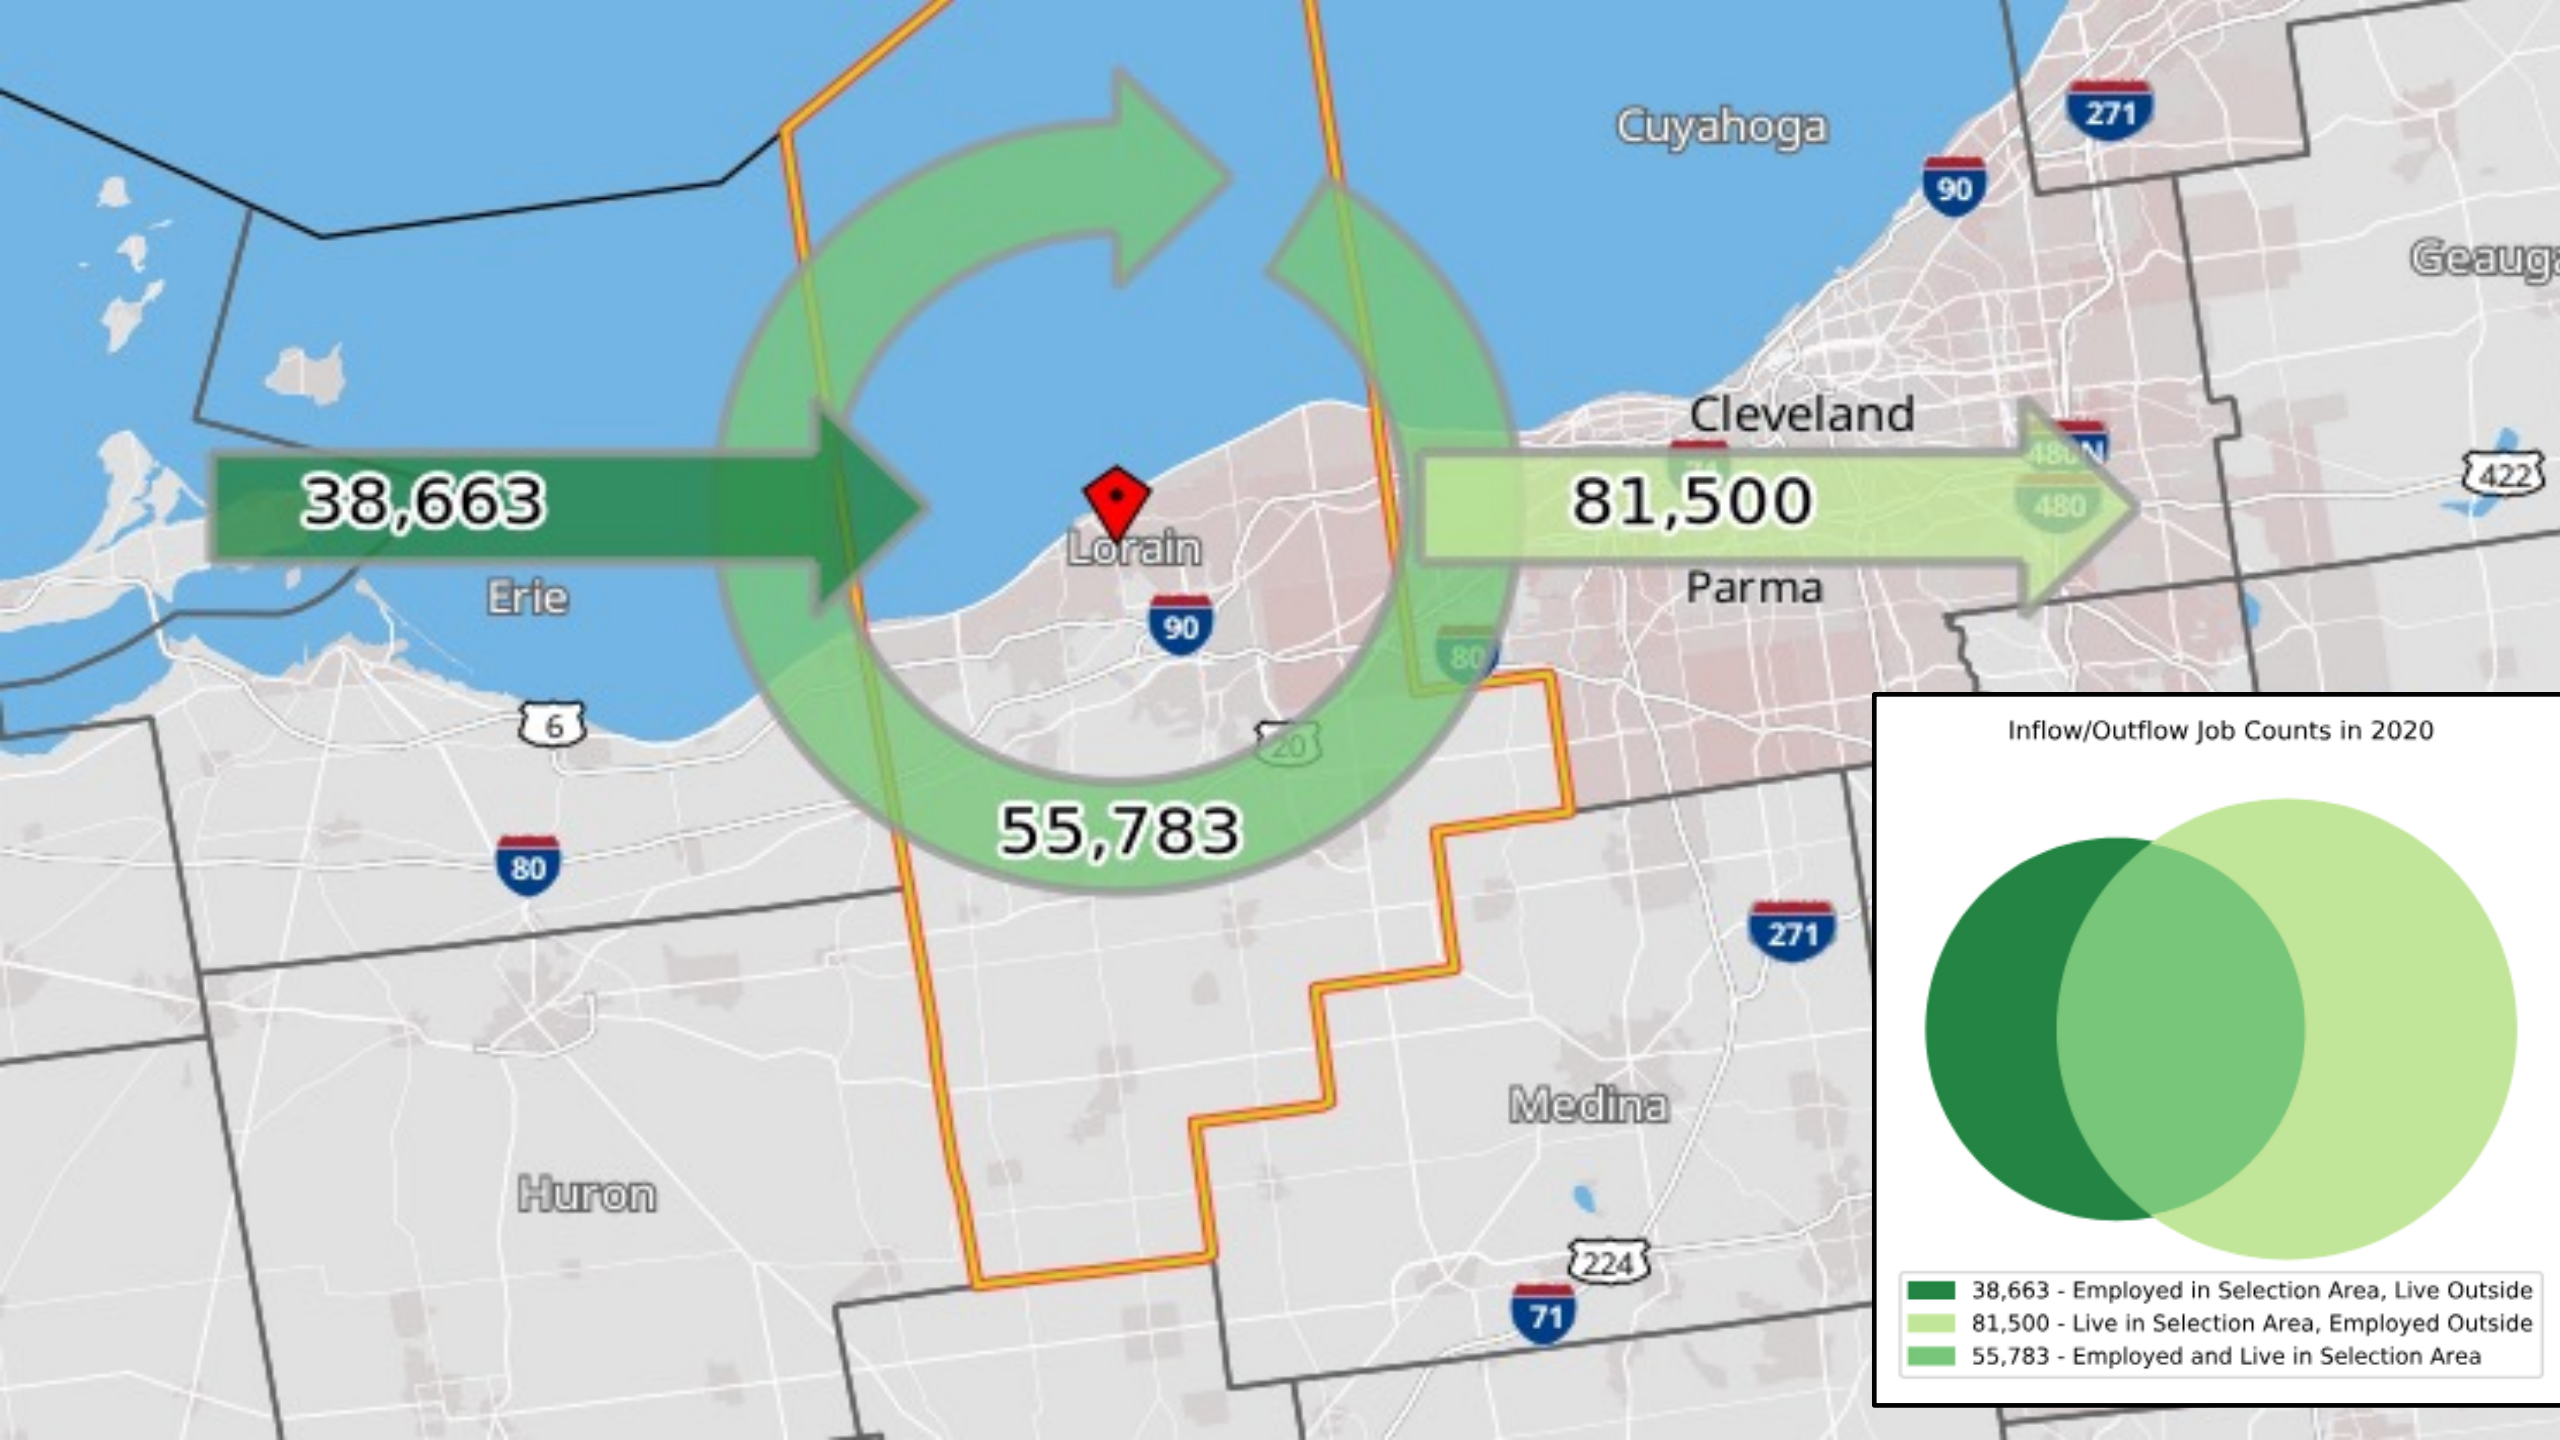 271
Cuyahoga
90
Geauga
Cleveland
480N
422
38,663
81,500
480
Lorain
Erie
Parma
90
80
6
20
55,783
80
271
Medina
Huron
224
71
Inflow/Outflow Job Counts in 2020
38,663 - Employed in Selection Area, Live Outside
81,500 - Live in Selection Area, Employed Outside
55,783 - Employed and Live in Selection Area